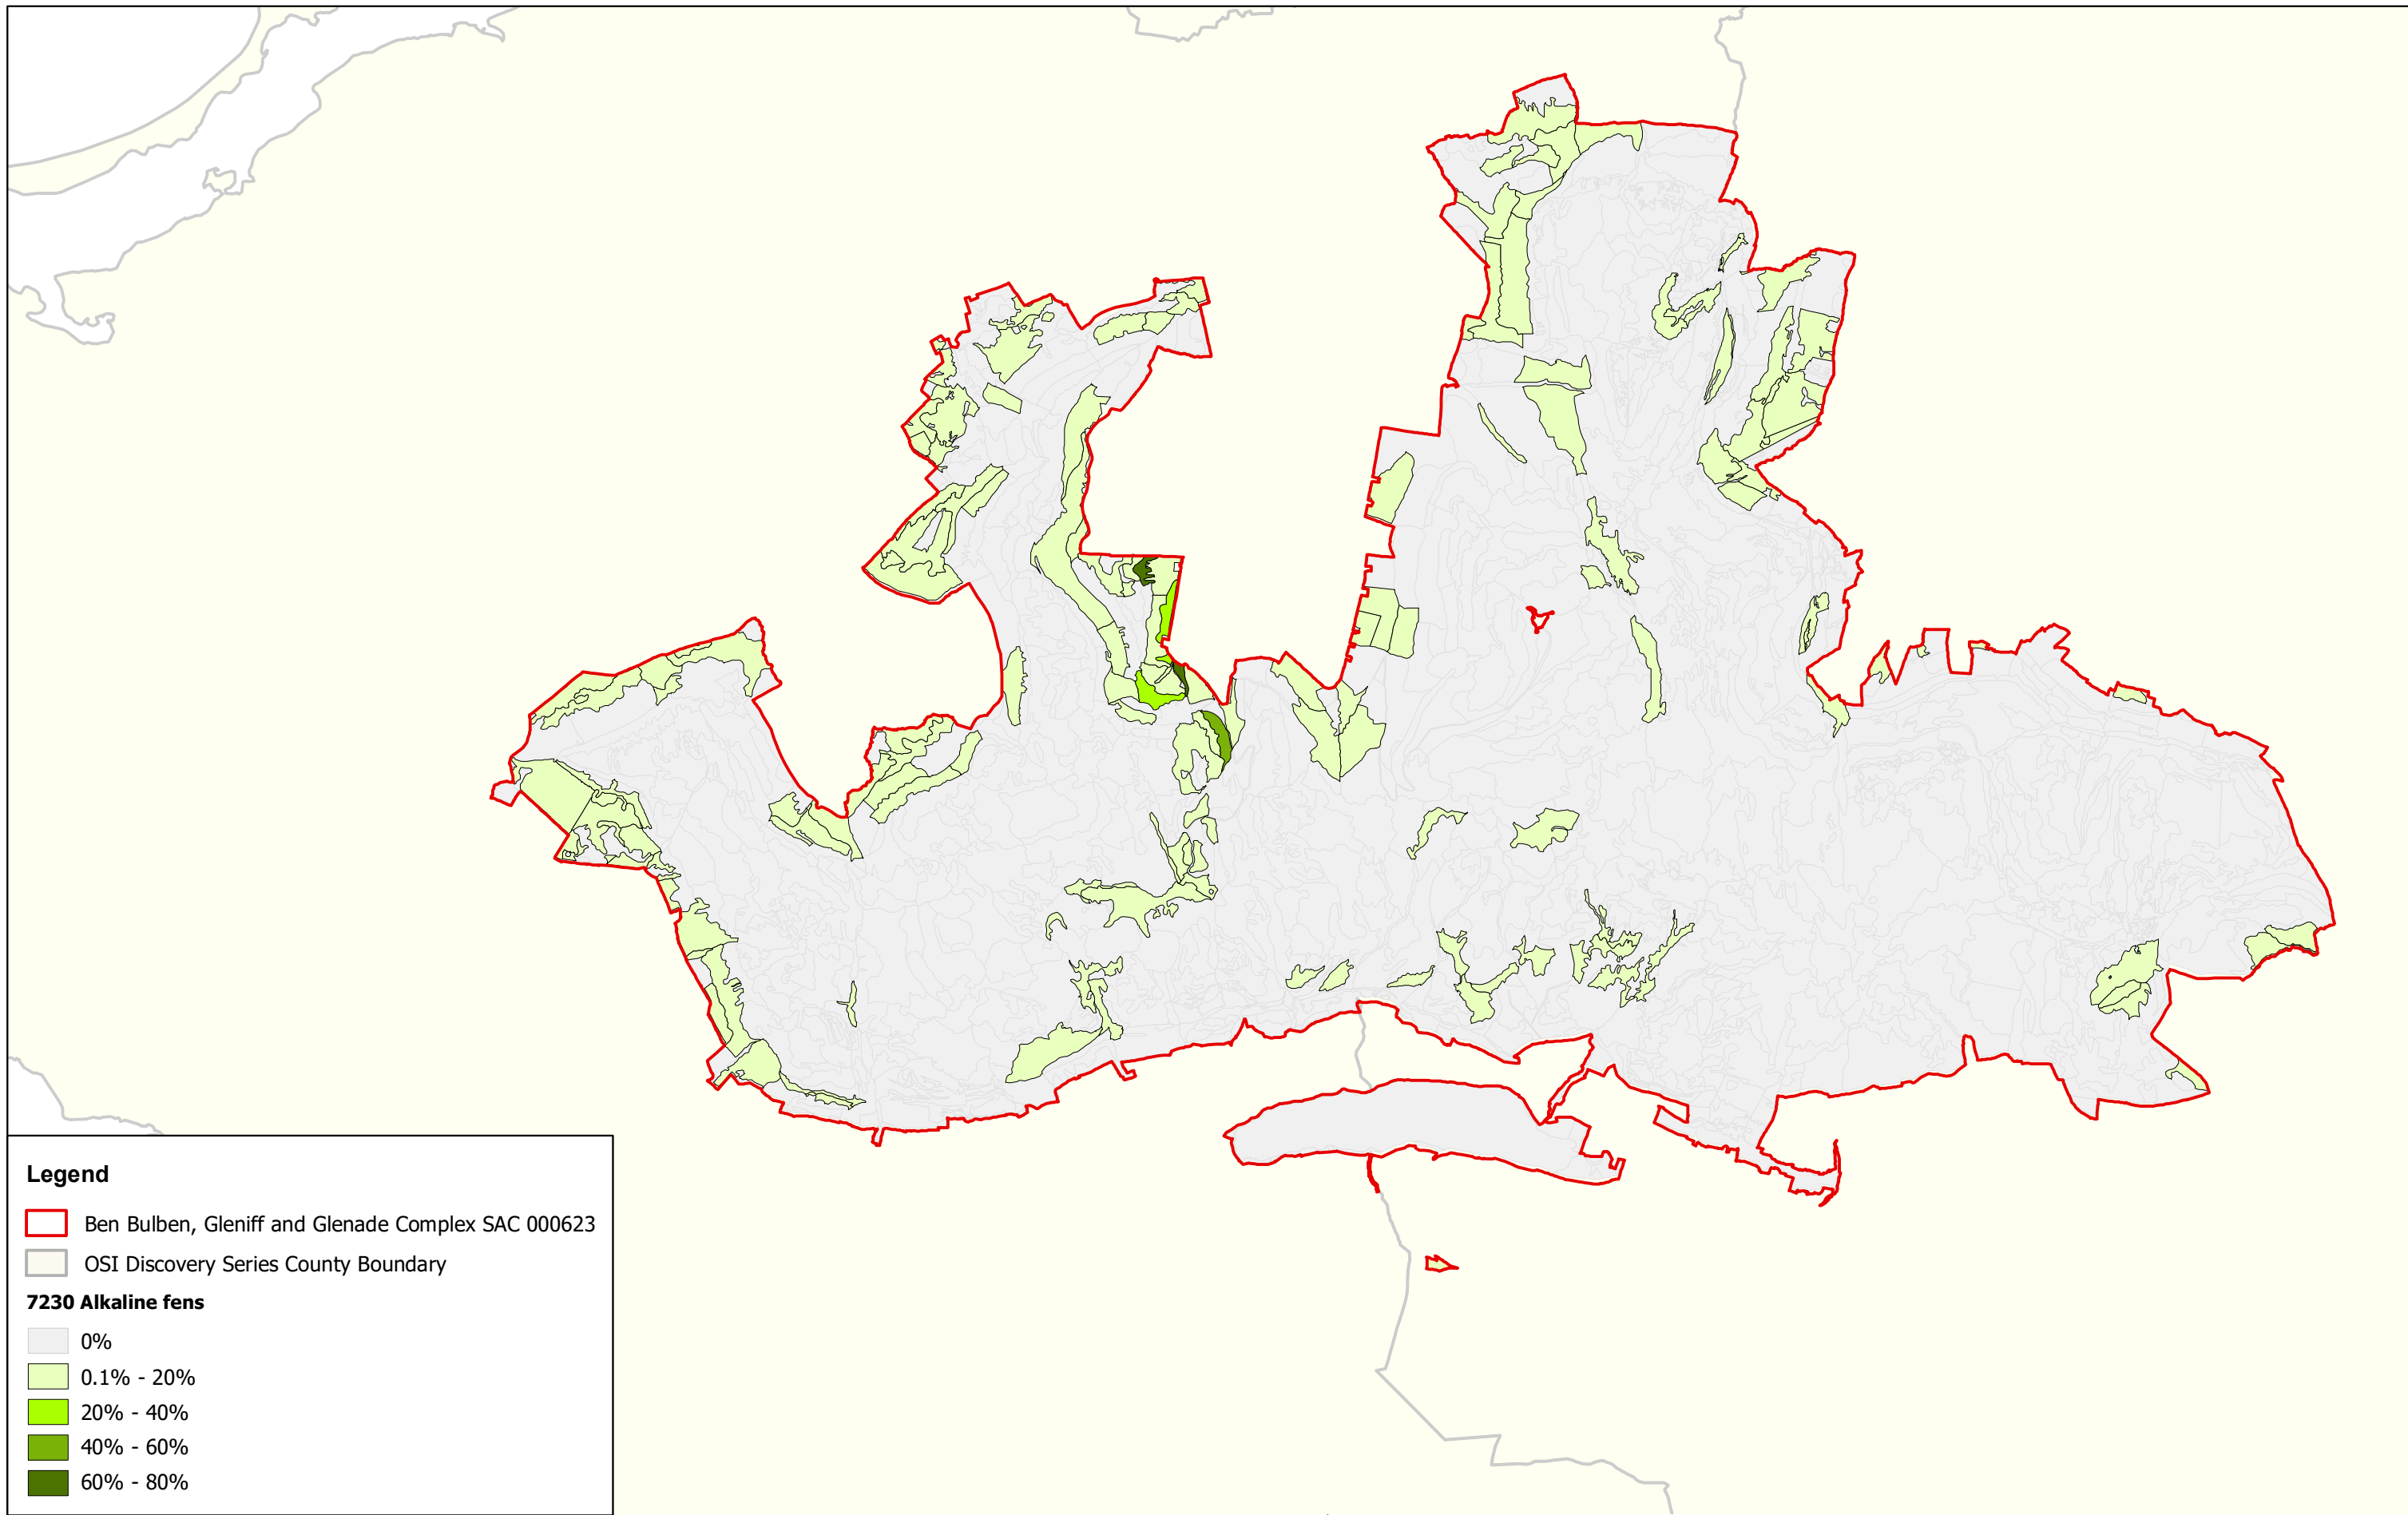 Legend
Ben Bulben, Gleniff and Glenade Complex SAC 000623
OSI Discovery Series County Boundary
7230 Alkaline fens
0%
0.1% - 20%
20% - 40%
40% - 60%
60% - 80%